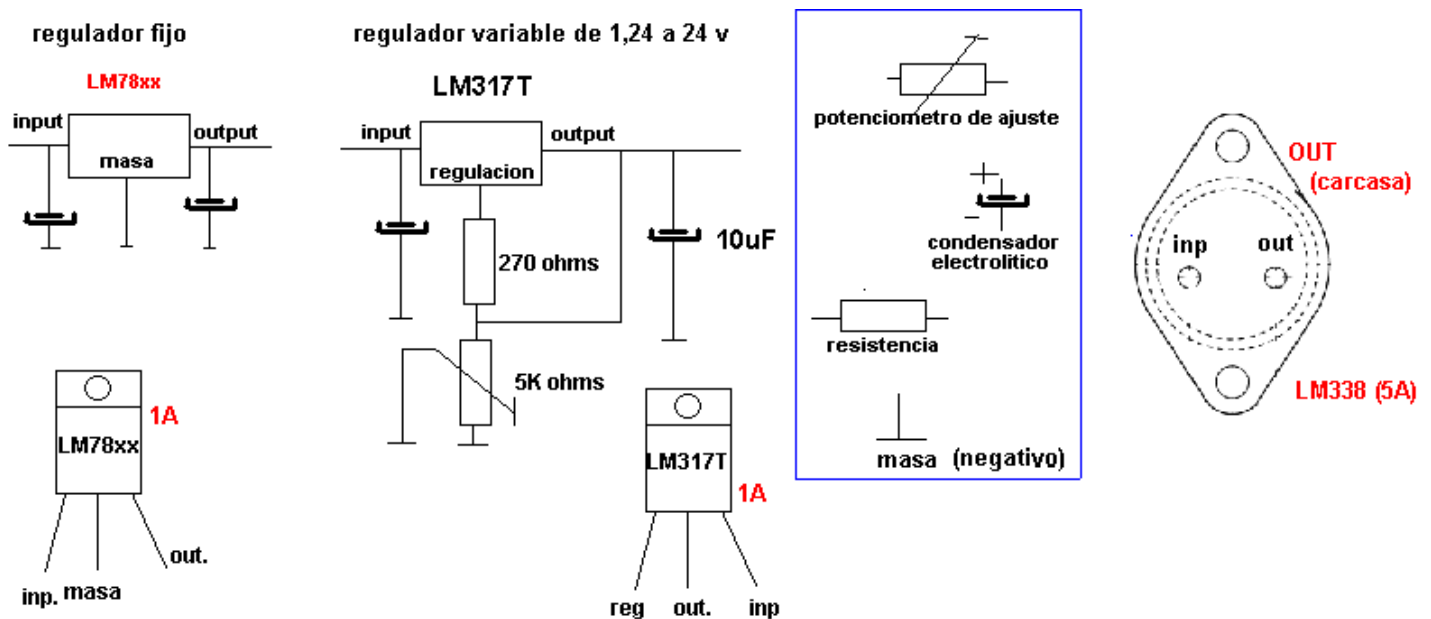 regulador fijo
LM78xx
input
output
masa
LM78xx
1A
inp.
masa
out.
regulador variable de 1,24 a 24 v
LM317T
input
output
regulacion
270 ohms
10uF
5K ohms
LM317T
1A
reg
out.
inp
potenciometro de ajuste
+
-
condensador
electrolitico
resistencia
masa (negativo)
OUT
(carcasa)
inp
out
LM338 (5A)